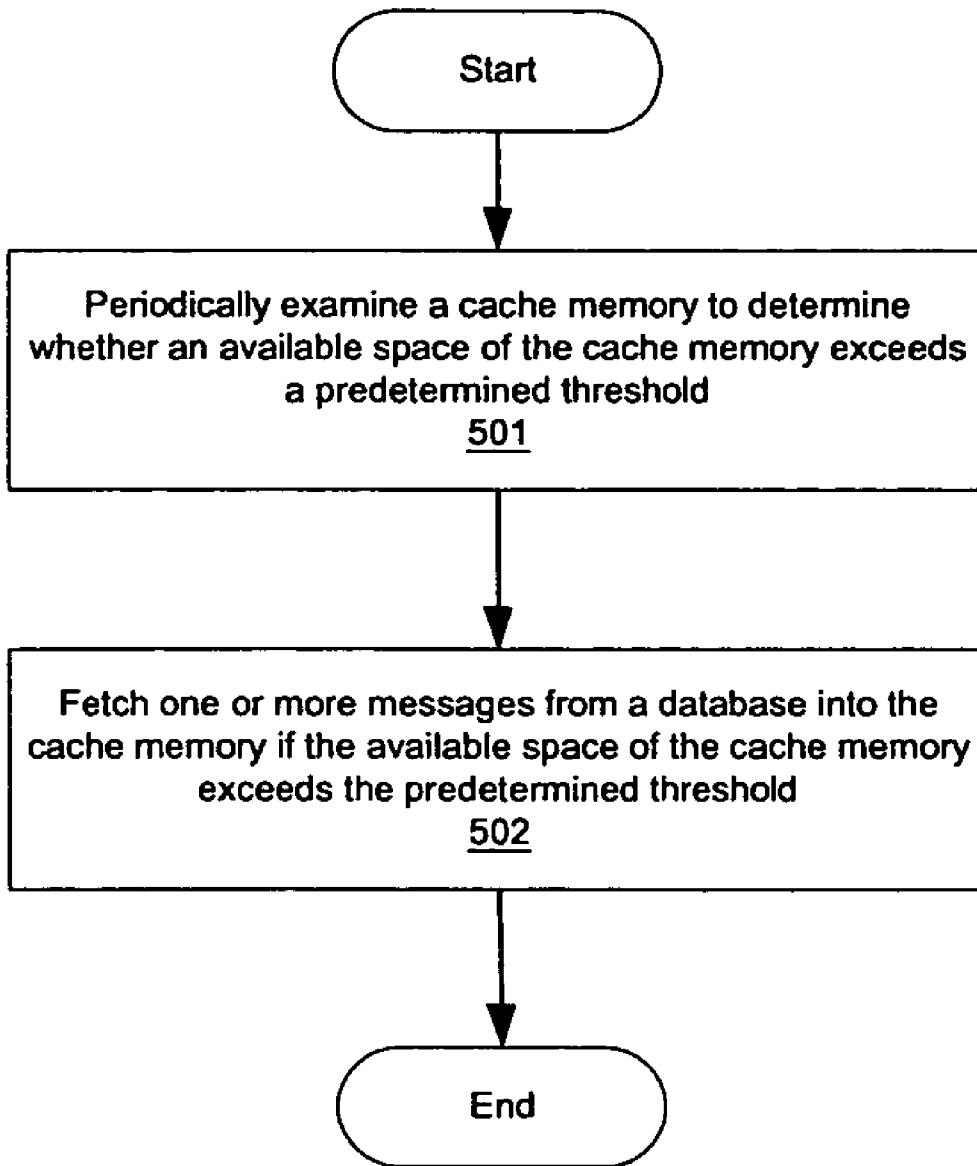 Start
Periodically examine a cache memory to determine
whether an available space of the cache memory exceeds
a predetermined threshold
501
Fetch one or more messages from a database into the
cache memory if the available space of the cache memory
exceeds the predetermined threshold
502
End